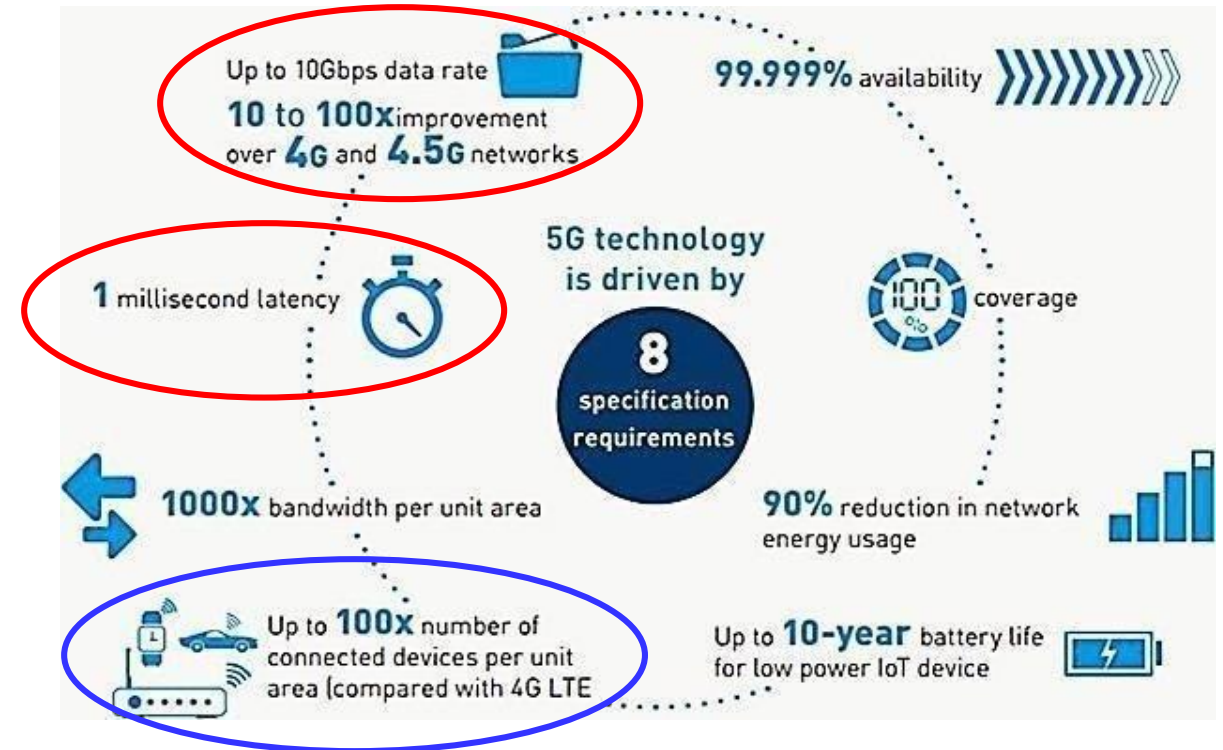 Up to 10Gbps data rate
10 to 100x improvement
over 4G and 4.5G networks
99.999% availability
1 millisecond latency
5G technology
is driven by
8
specification
requirements
100
%
coverage
1000x bandwidth per unit area
90% reduction in network
energy usage
Up to 100x number of
connected devices per unit
area (compared with 4G LTE
Up to 10-year battery life
for low power IoT device